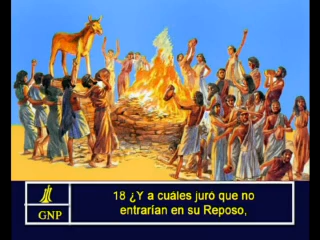 18 ¿Y a cuáles juró que no
entrarían en su Reposo,
GNP